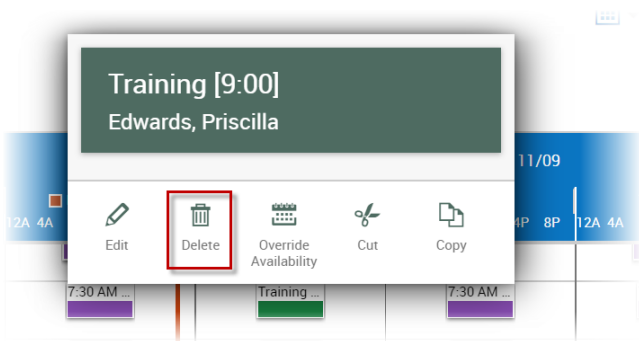 Training [9:00]
Edwards, Priscilla
11/09
12A 4A
4P 8P 12A 4A
Edit
Delete
Override
Availability
Cut
Copy
7:30 AM ...
Training ...
7:30 AM ...